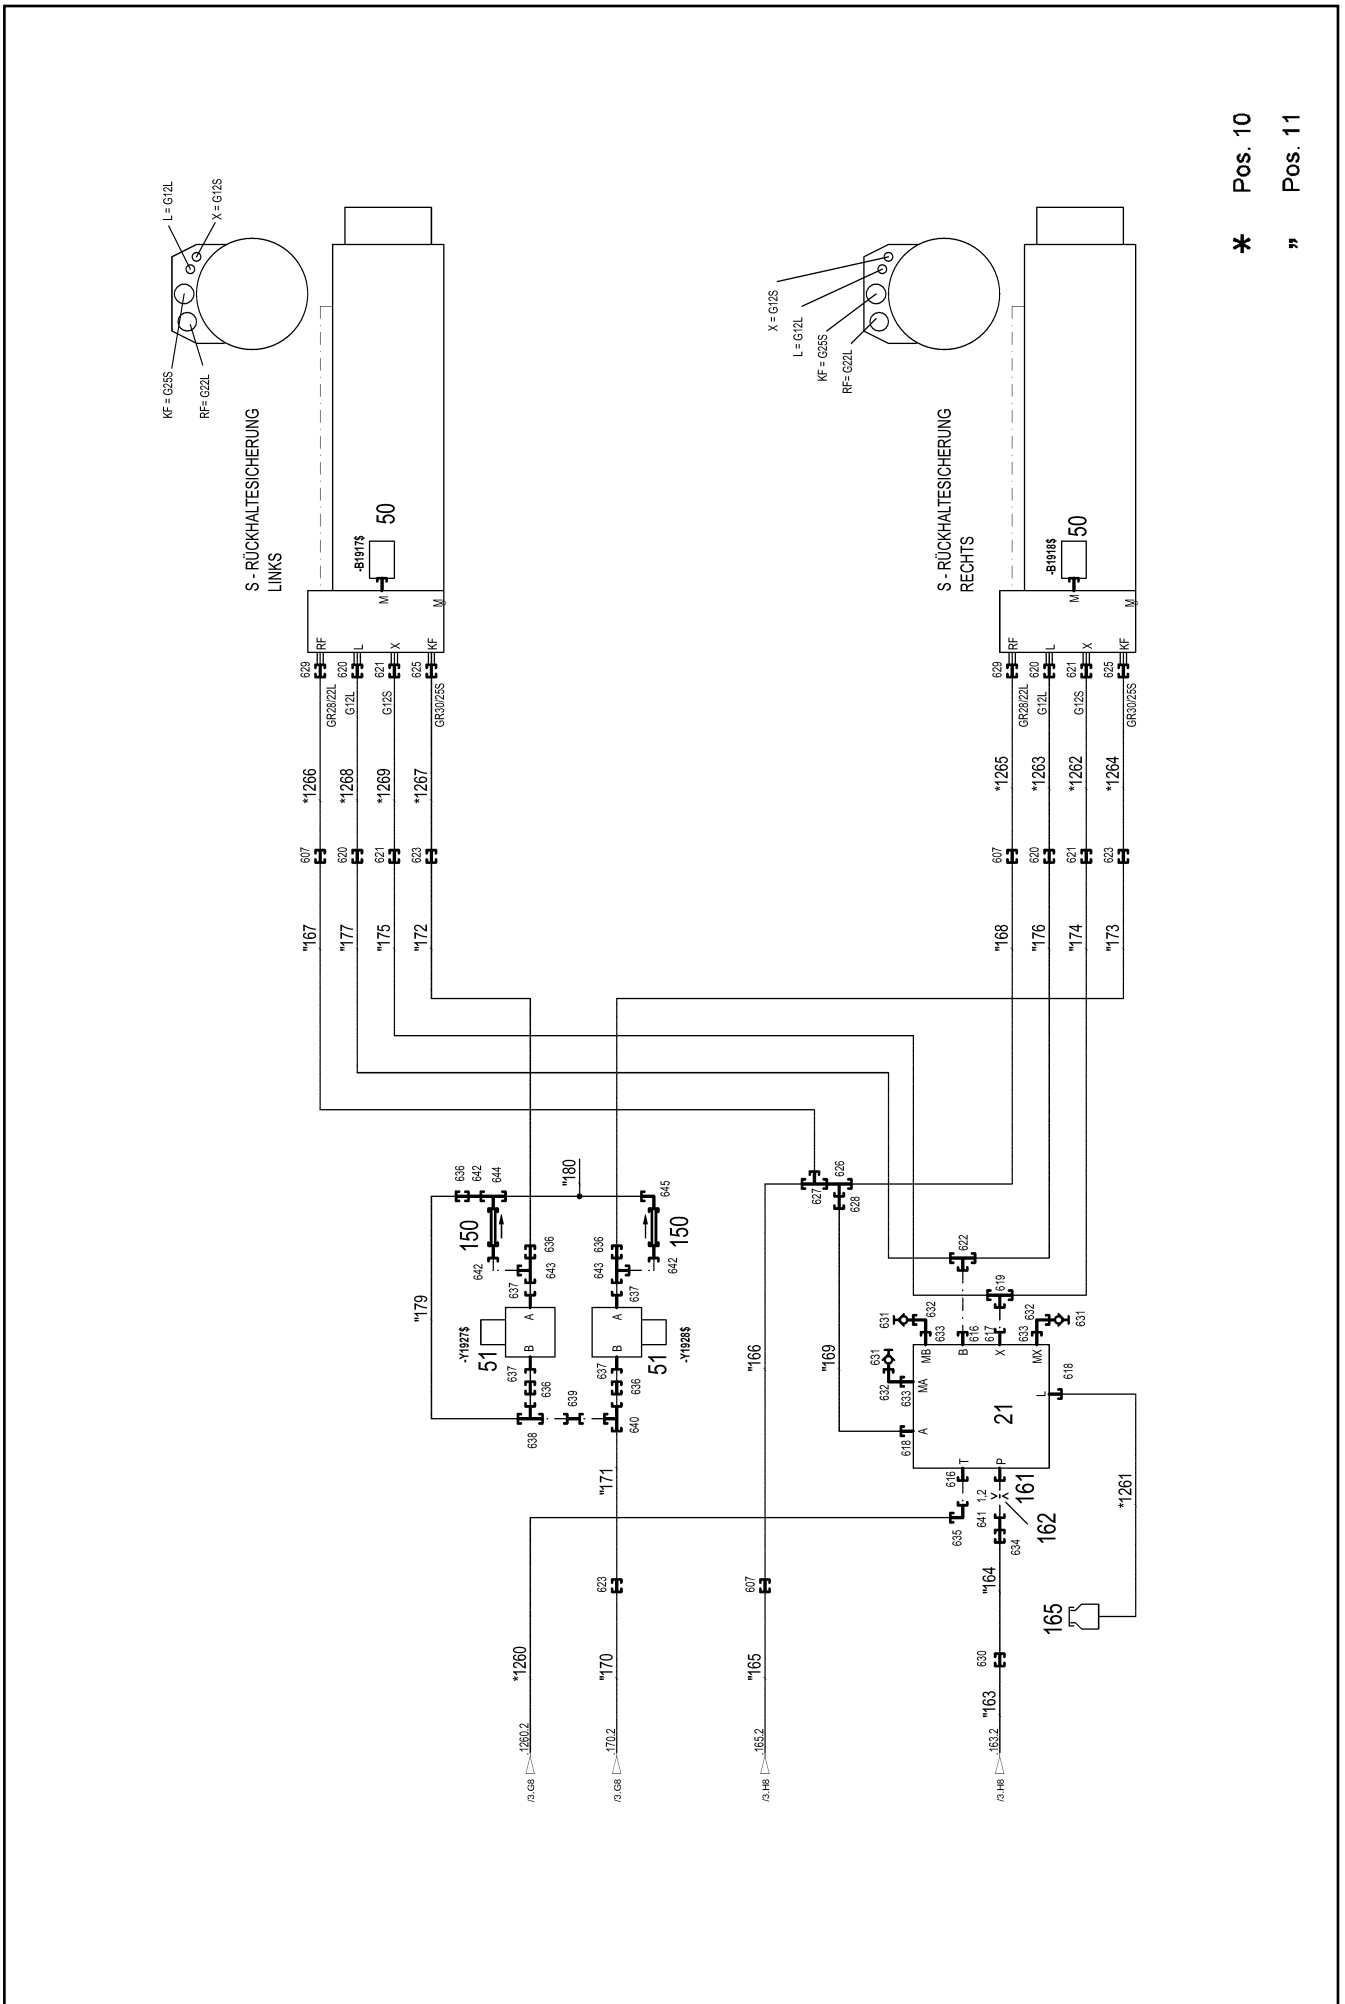 L = G12L
X = G12S
KF = G25S
RF= G22L
S - RÜCKHALTESICHERUNG
LINKS
-B1917$
50
M
M
RF
L
X
KF
629
620
621
625
GR28/22L
G12L
G12S
GR30/25S
*1266
*1268
*1269
*1267
607
620
621
623
"167
"177
"175
"172
X = G12S
L = G12L
KF = G25S
RF= G22L
S - RÜCKHALTESICHERUNG
RECHTS
-B1918$
50
M
M
RF
L
X
KF
629
620
621
625
GR28/22L
G12L
G12S
GR30/25S
*1265
*1263
*1262
*1264
607
620
621
623
"168
"176
"174
"173
* Pos. 10
" Pos. 11
636
642
644
"180
645
150
150
642
643
636
636
643
642
637
637
"179
-Y1927$
51
A
B
A
B
51
-Y1928$
637
636
637
636
638
639
640
"171
627
626
628
"166
"169
622
619
631
632
633
616
617
633
632
631
631
632
633
MB
B
X
MX
MA
618
A
21
L
618
T
P
616
161
1,2
162
635
641
634
"164
*1261
165
623
607
630
*1260
"170
"165
"163
.1260.2
.170.2
.165.2
.163.2
/3.G8
/3.G8
/3.H8
/3.H8